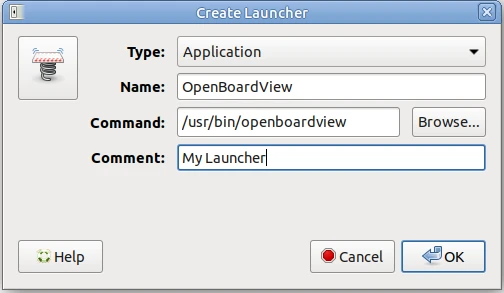 Create Launcher
Type: Application
Name: OpenBoardView
Command: /usr/bin/openboardview Browse...
Comment: My Launcher
Help Cancel OK